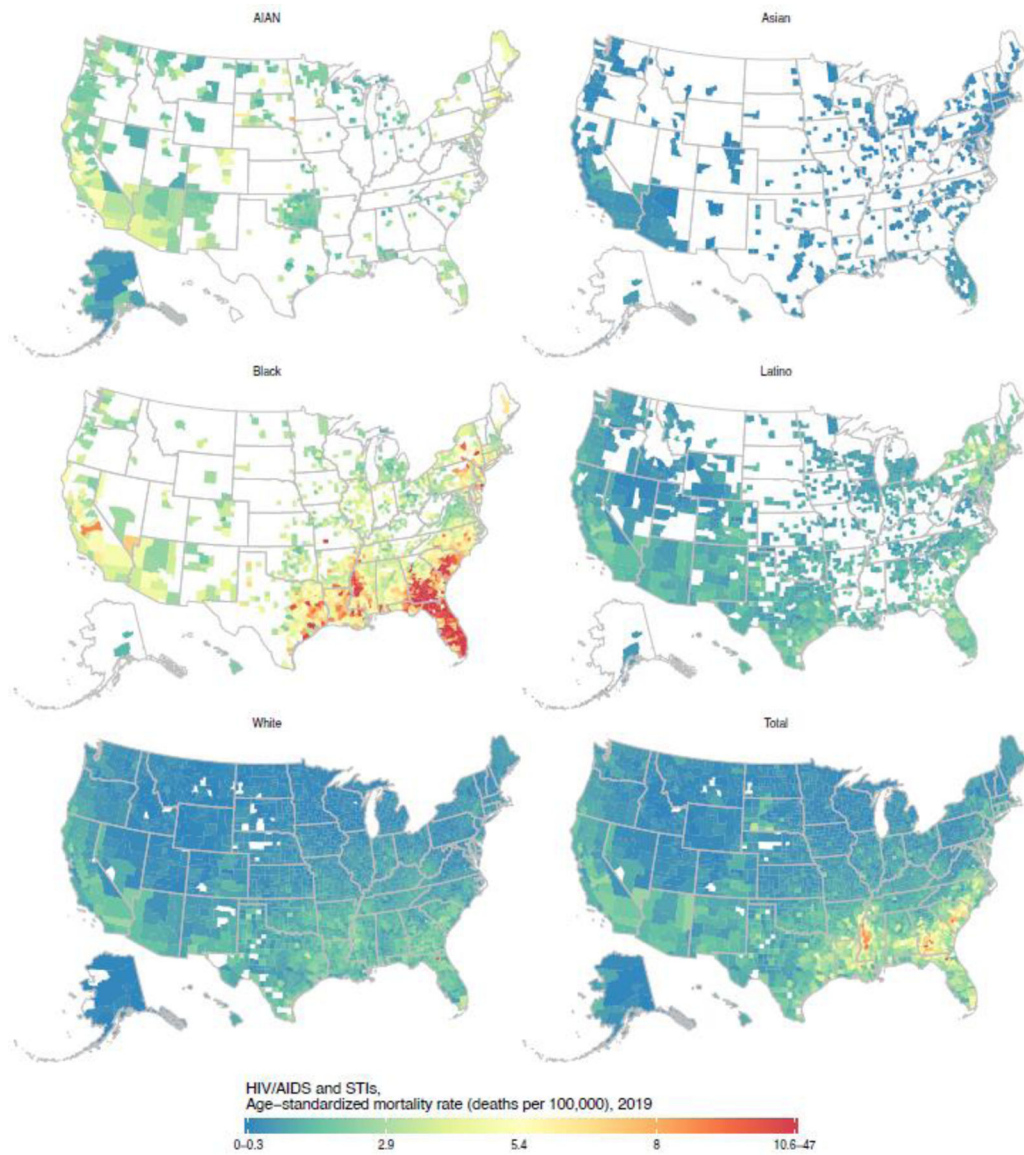 AIAN
Asian
Black
Latino
White
Total
HIV/AIDS and STIs,
Age−standardized mortality rate (deaths per 100,000), 2019
0−0.3 2.9 5.4 8 10.6−47